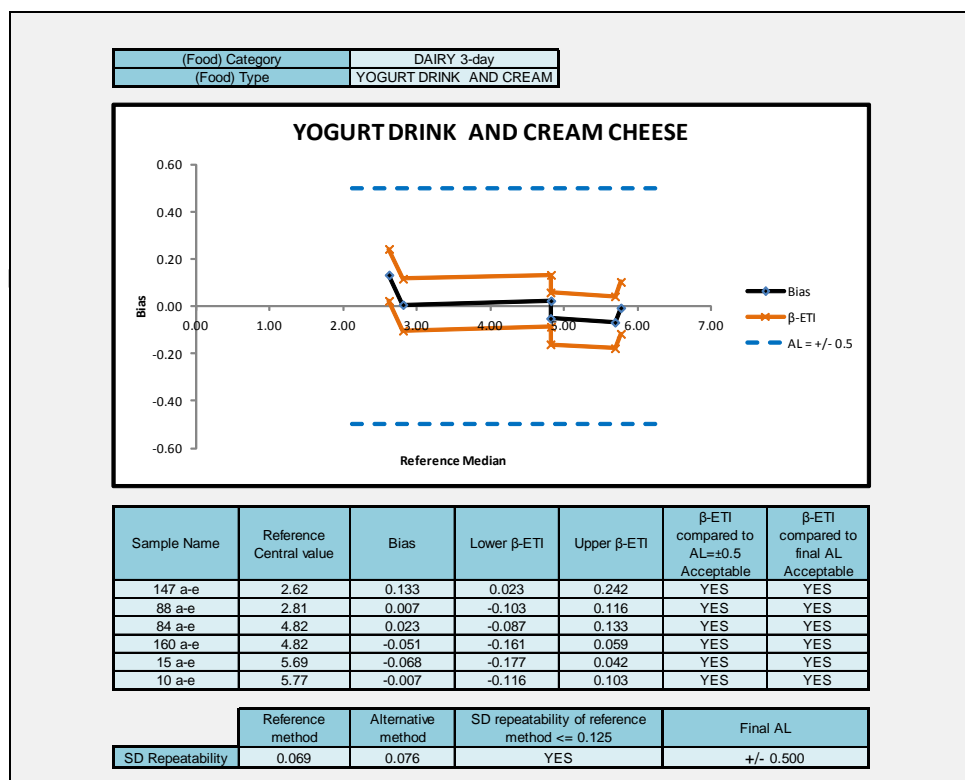 (Food) Category DAIRY 3-day
(Food) Type YOGURT DRINK AND CREAM
YOGURT DRINK AND CREAM CHEESE
0.60
0.40
0.20
0.00
-0.20
-0.40
-0.60
0.00 1.00 2.00 3.00 4.00 5.00 6.00 7.00
Bias
Reference Median
Bias
β-ETI
AL = +/- 0.5
Sample Name Reference Central value Bias Lower β-ETI Upper β-ETI β-ETI compared to AL=±0.5 Acceptable β-ETI compared to final AL Acceptable
147 a-e 2.62 0.133 0.023 0.242 YES YES
88 a-e 2.81 0.007 -0.103 0.116 YES YES
84 a-e 4.82 0.023 -0.087 0.133 YES YES
160 a-e 4.82 -0.051 -0.161 0.059 YES YES
15 a-e 5.69 -0.068 -0.177 0.042 YES YES
10 a-e 5.77 -0.007 -0.116 0.103 YES YES
Reference method Alternative method SD repeatability of reference method <= 0.125 Final AL
SD Repeatability 0.069 0.076 YES +/- 0.500